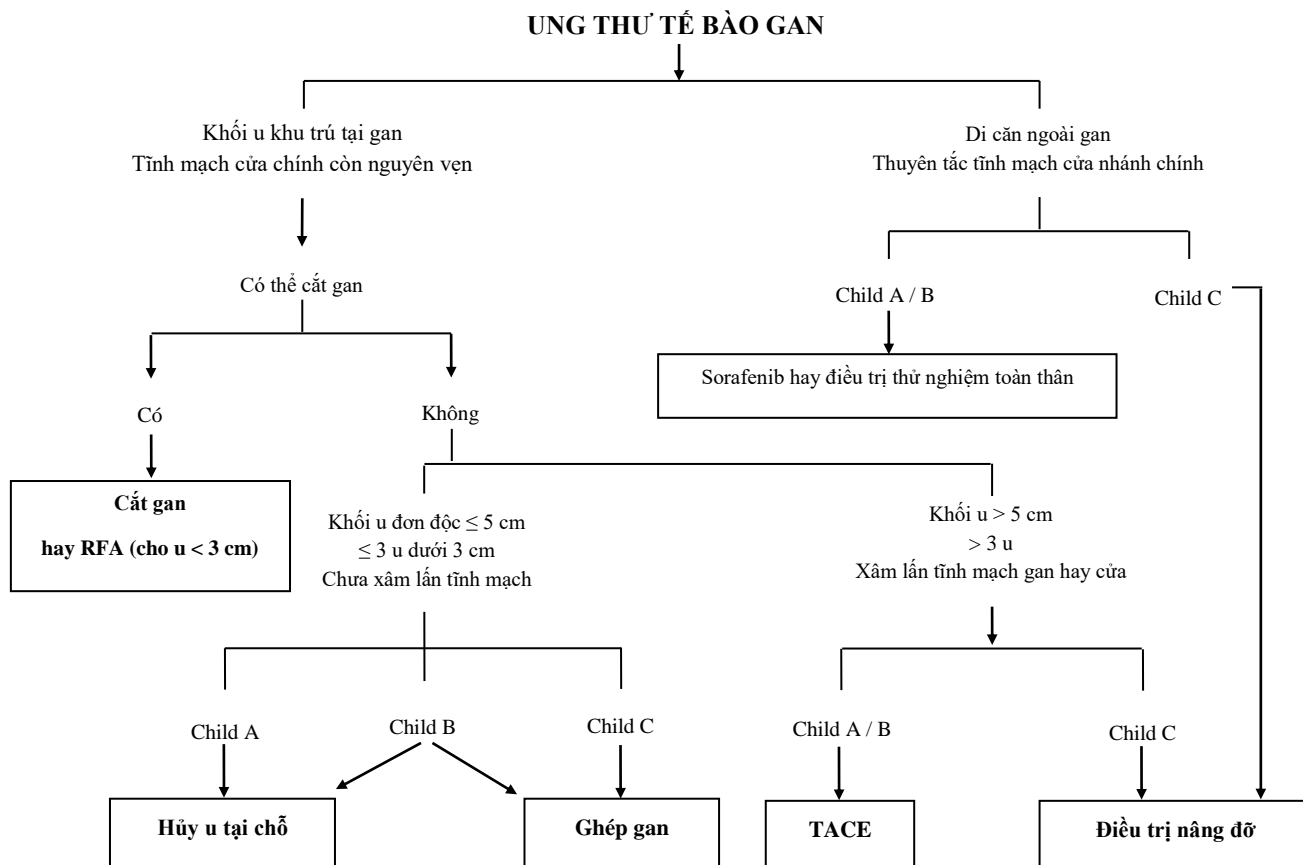 UNG THƯ TẾ BÀO GAN
Khối u khu trú tại gan
Tĩnh mạch cửa chính còn nguyên vẹn
Di căn ngoài gan
Thuyên tắc tĩnh mạch cửa nhánh chính
Có thể cắt gan
Child A / B
Child C
Sorafenib hay điều trị thử nghiệm toàn thân
Có
Không
Cắt gan
hay RFA (cho u < 3 cm)
Khối u đơn độc ≤ 5 cm
≤ 3 u dưới 3 cm
Chưa xâm lấn tĩnh mạch
Khối u > 5 cm
> 3 u
Xâm lấn tĩnh mạch gan hay cửa
Child A
Child B
Child C
Child A / B
Child C
Hủy u tại chỗ
Ghép gan
TACE
Điều trị nâng đỡ